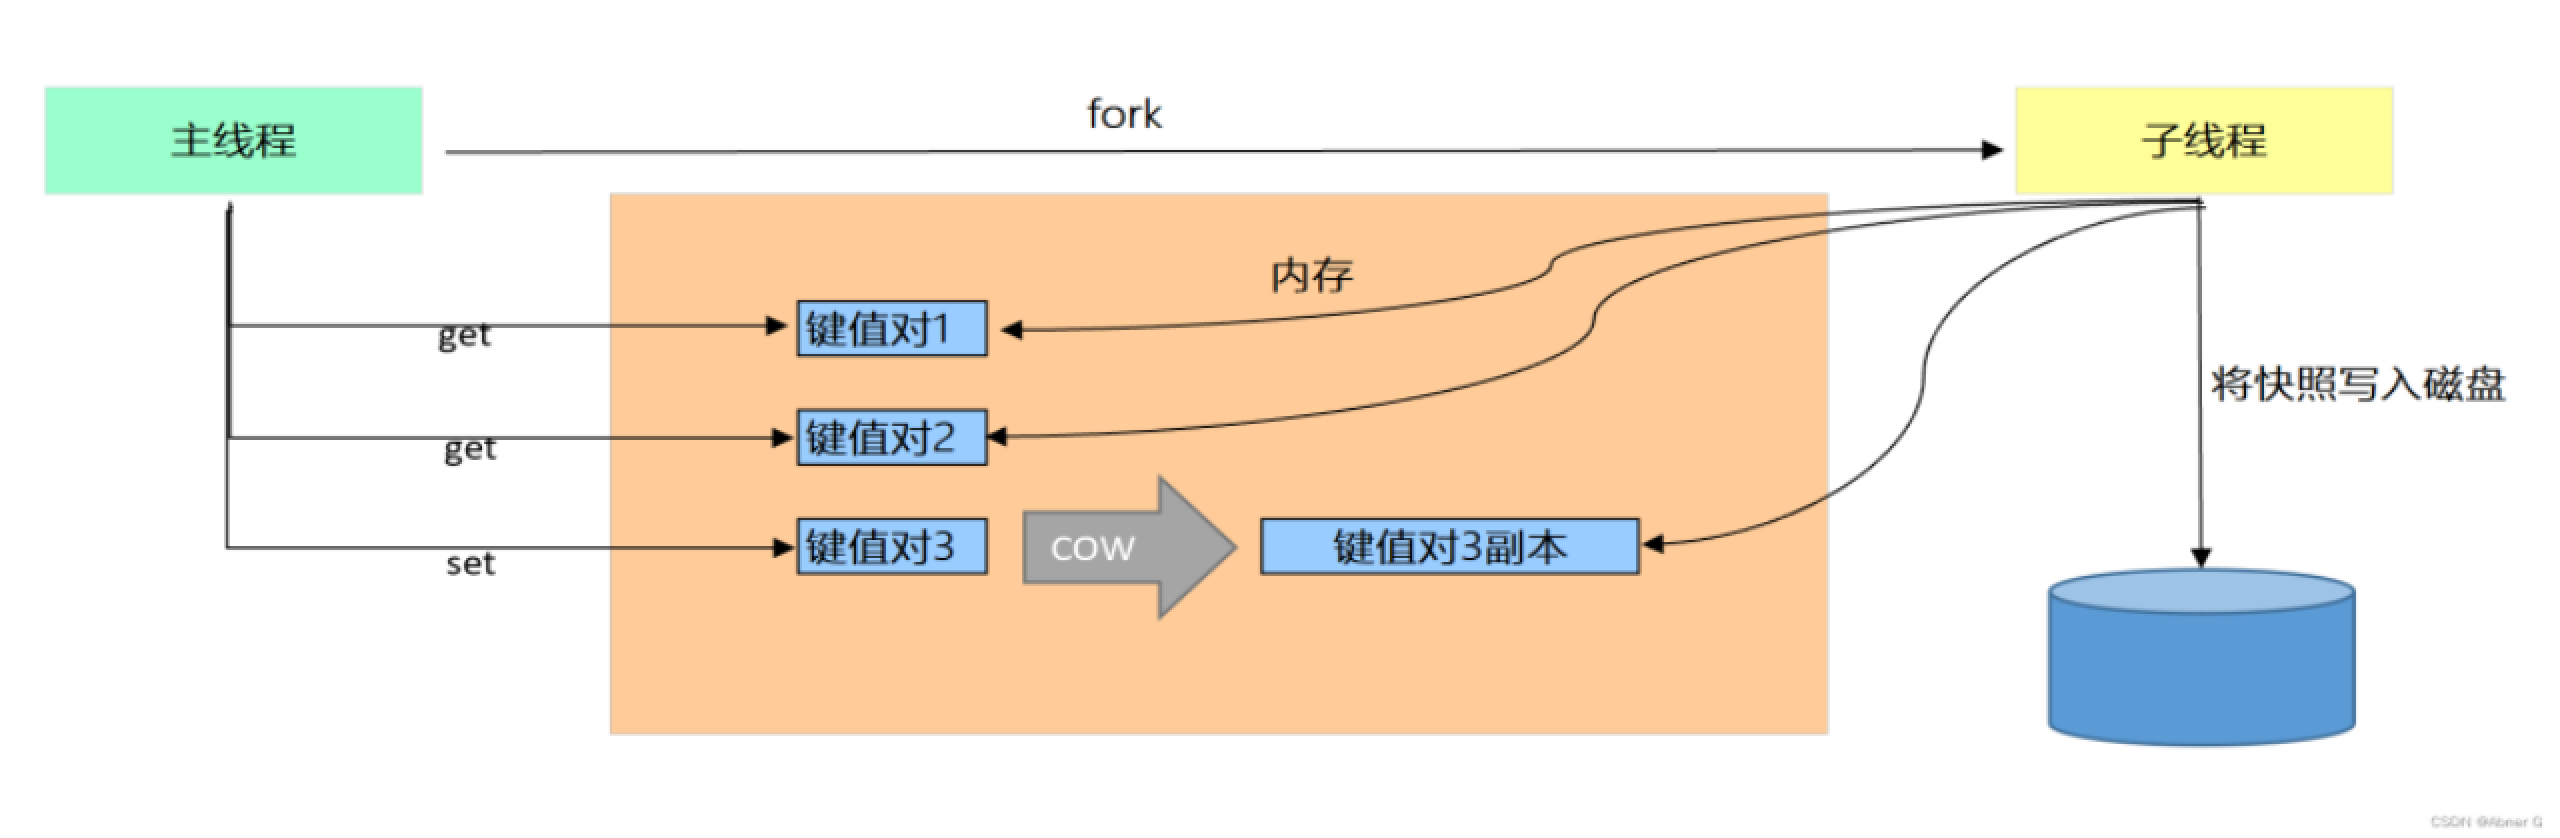 fork
主线程
子线程
内存
get
键值对1
将快照写入磁盘
get
键值对2
set
键值对3
COW
键值对3副本
CSDN @Abner G